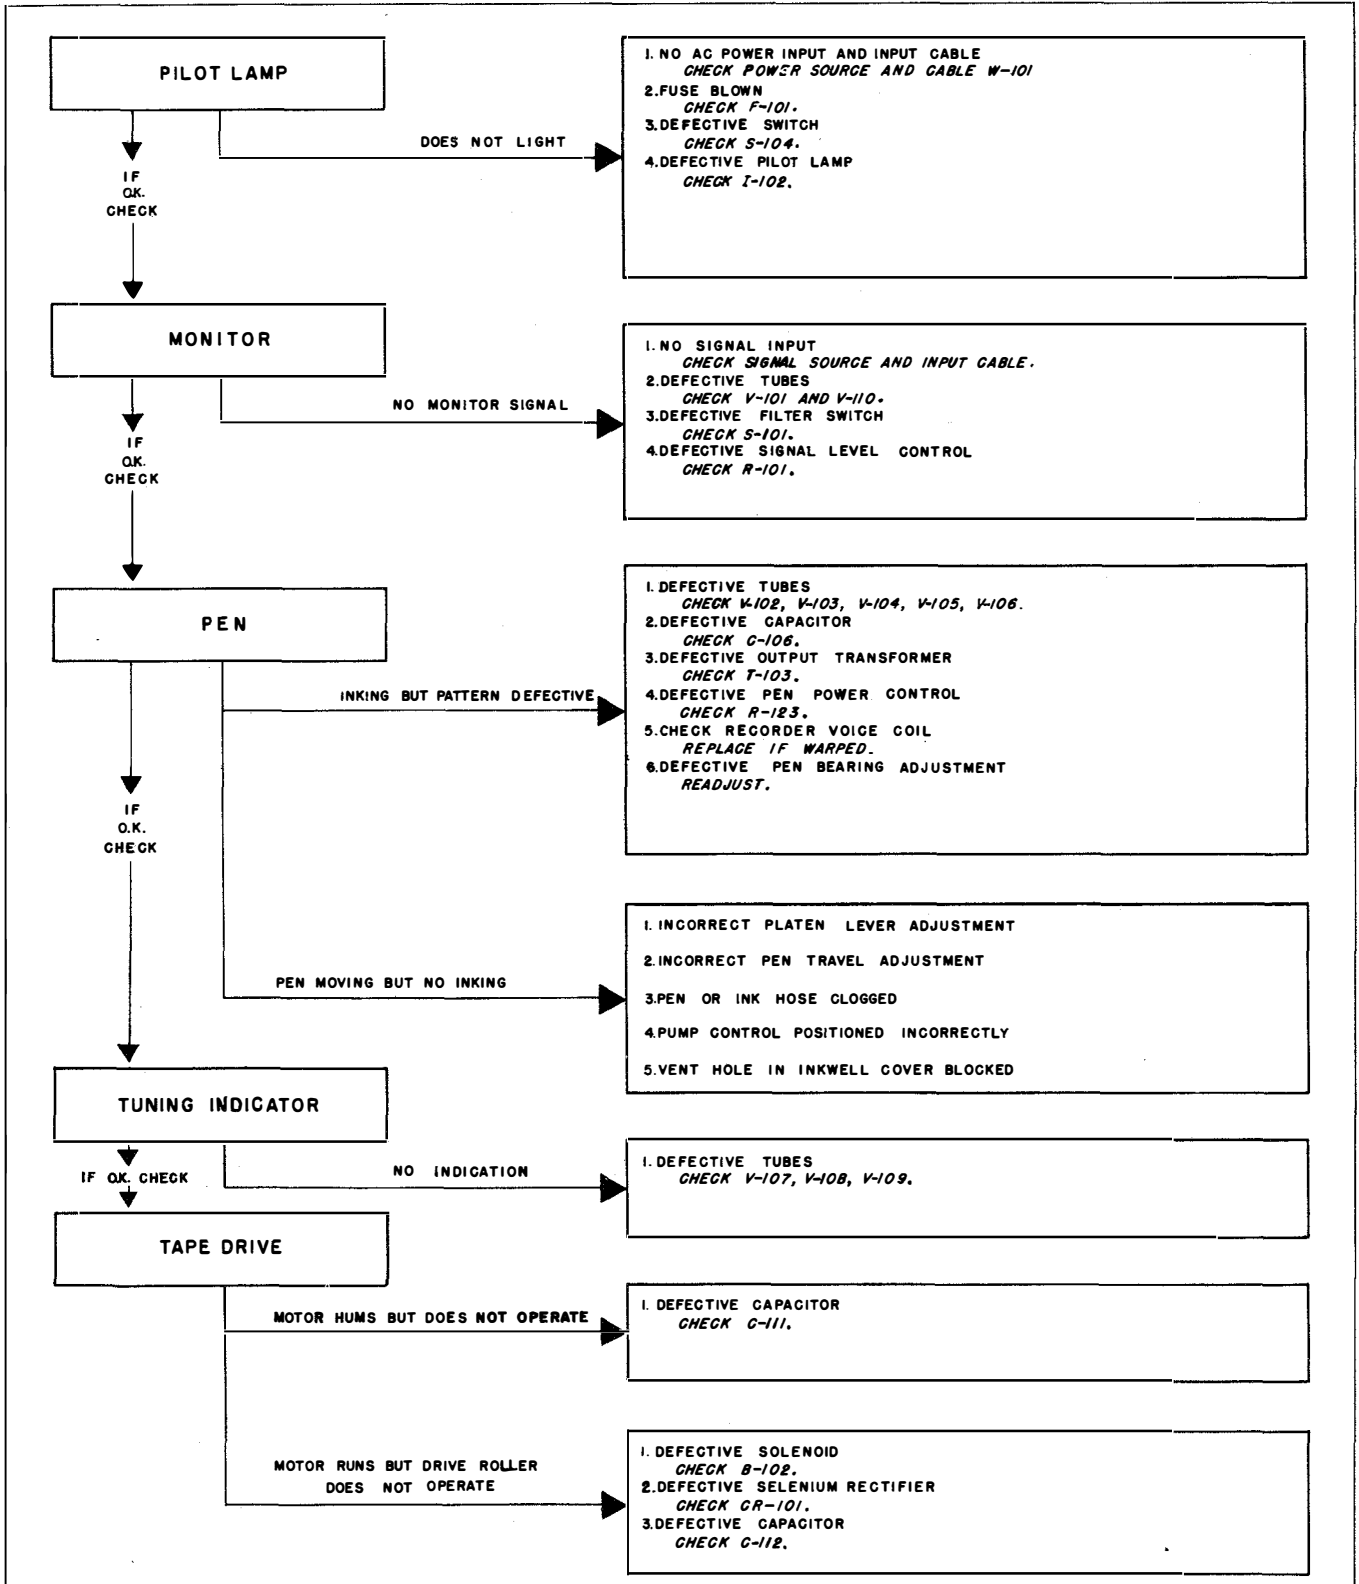 PILOT LAMP
1. NO AC POWER INPUT AND INPUT CABLE
CHECK POWER SOURCE AND CABLE W-101
2. FUSE BLOWN
CHECK F-101.
3. DEFECTIVE SWITCH
CHECK S-104.
4. DEFECTIVE PILOT LAMP
CHECK I-102.
DOES NOT LIGHT
IF
O.K.
CHECK
MONITOR
1. NO SIGNAL INPUT
CHECK SIGNAL SOURCE AND INPUT CABLE.
2. DEFECTIVE TUBES
CHECK V-101 AND V-110.
3. DEFECTIVE FILTER SWITCH
CHECK S-101.
4. DEFECTIVE SIGNAL LEVEL CONTROL
CHECK R-101.
NO MONITOR SIGNAL
IF
O.K.
CHECK
PEN
1. DEFECTIVE TUBES
CHECK V-102, V-103, V-104, V-105, V-106.
2. DEFECTIVE CAPACITOR
CHECK C-106.
3. DEFECTIVE OUTPUT TRANSFORMER
CHECK T-103.
4. DEFECTIVE PEN POWER CONTROL
CHECK R-123.
5. CHECK RECORDER VOICE COIL
REPLACE IF WARPED.
6. DEFECTIVE PEN BEARING ADJUSTMENT
READJUST.
INKING BUT PATTERN DEFECTIVE
IF
O.K.
CHECK
1. INCORRECT PLATEN LEVER ADJUSTMENT
2. INCORRECT PEN TRAVEL ADJUSTMENT
3. PEN OR INK HOSE CLOGGED
4. PUMP CONTROL POSITIONED INCORRECTLY
5. VENT HOLE IN INKWELL COVER BLOCKED
PEN MOVING BUT NO INKING
TUNING INDICATOR
1. DEFECTIVE TUBES
CHECK V-107, V-108, V-109.
NO INDICATION
IF O.K. CHECK
TAPE DRIVE
1. DEFECTIVE CAPACITOR
CHECK C-111.
MOTOR HUMS BUT DOES NOT OPERATE
1. DEFECTIVE SOLENOID
CHECK B-102.
2. DEFECTIVE SELENIUM RECTIFIER
CHECK CR-101.
3. DEFECTIVE CAPACITOR
CHECK C-112.
MOTOR RUNS BUT DRIVE ROLLER
DOES NOT OPERATE